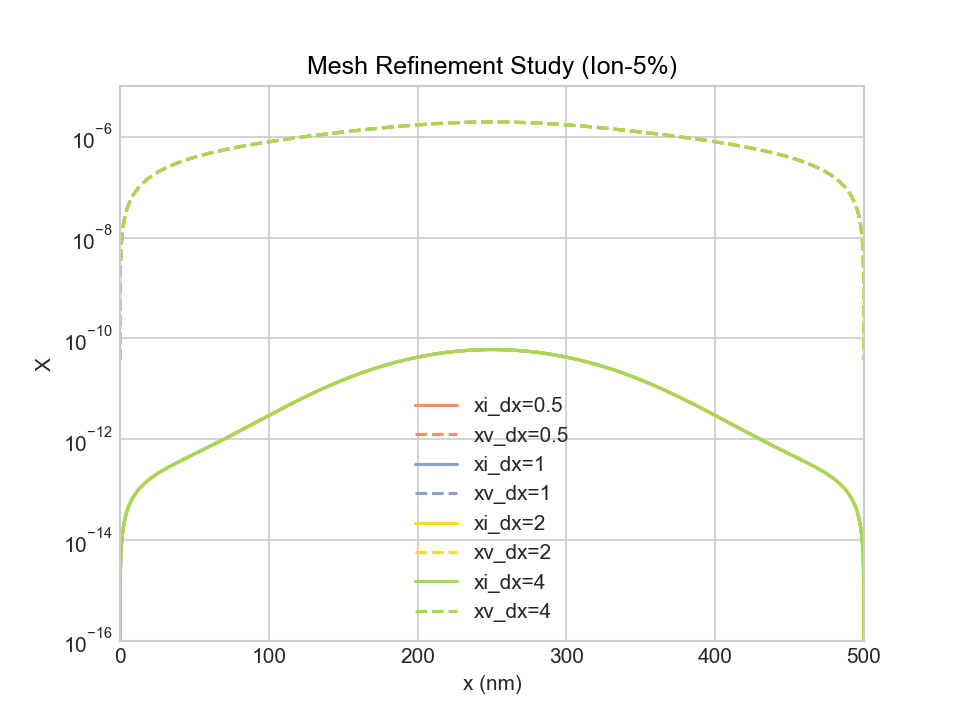 Mesh Refinement Study (Ion-5%)
10⁻⁶
10⁻⁸
10⁻¹⁰
10⁻¹²
10⁻¹⁴
10⁻¹⁶
X
xi_dx=0.5
xv_dx=0.5
xi_dx=1
xv_dx=1
xi_dx=2
xv_dx=2
xi_dx=4
xv_dx=4
0 100 200 300 400 500
x (nm)